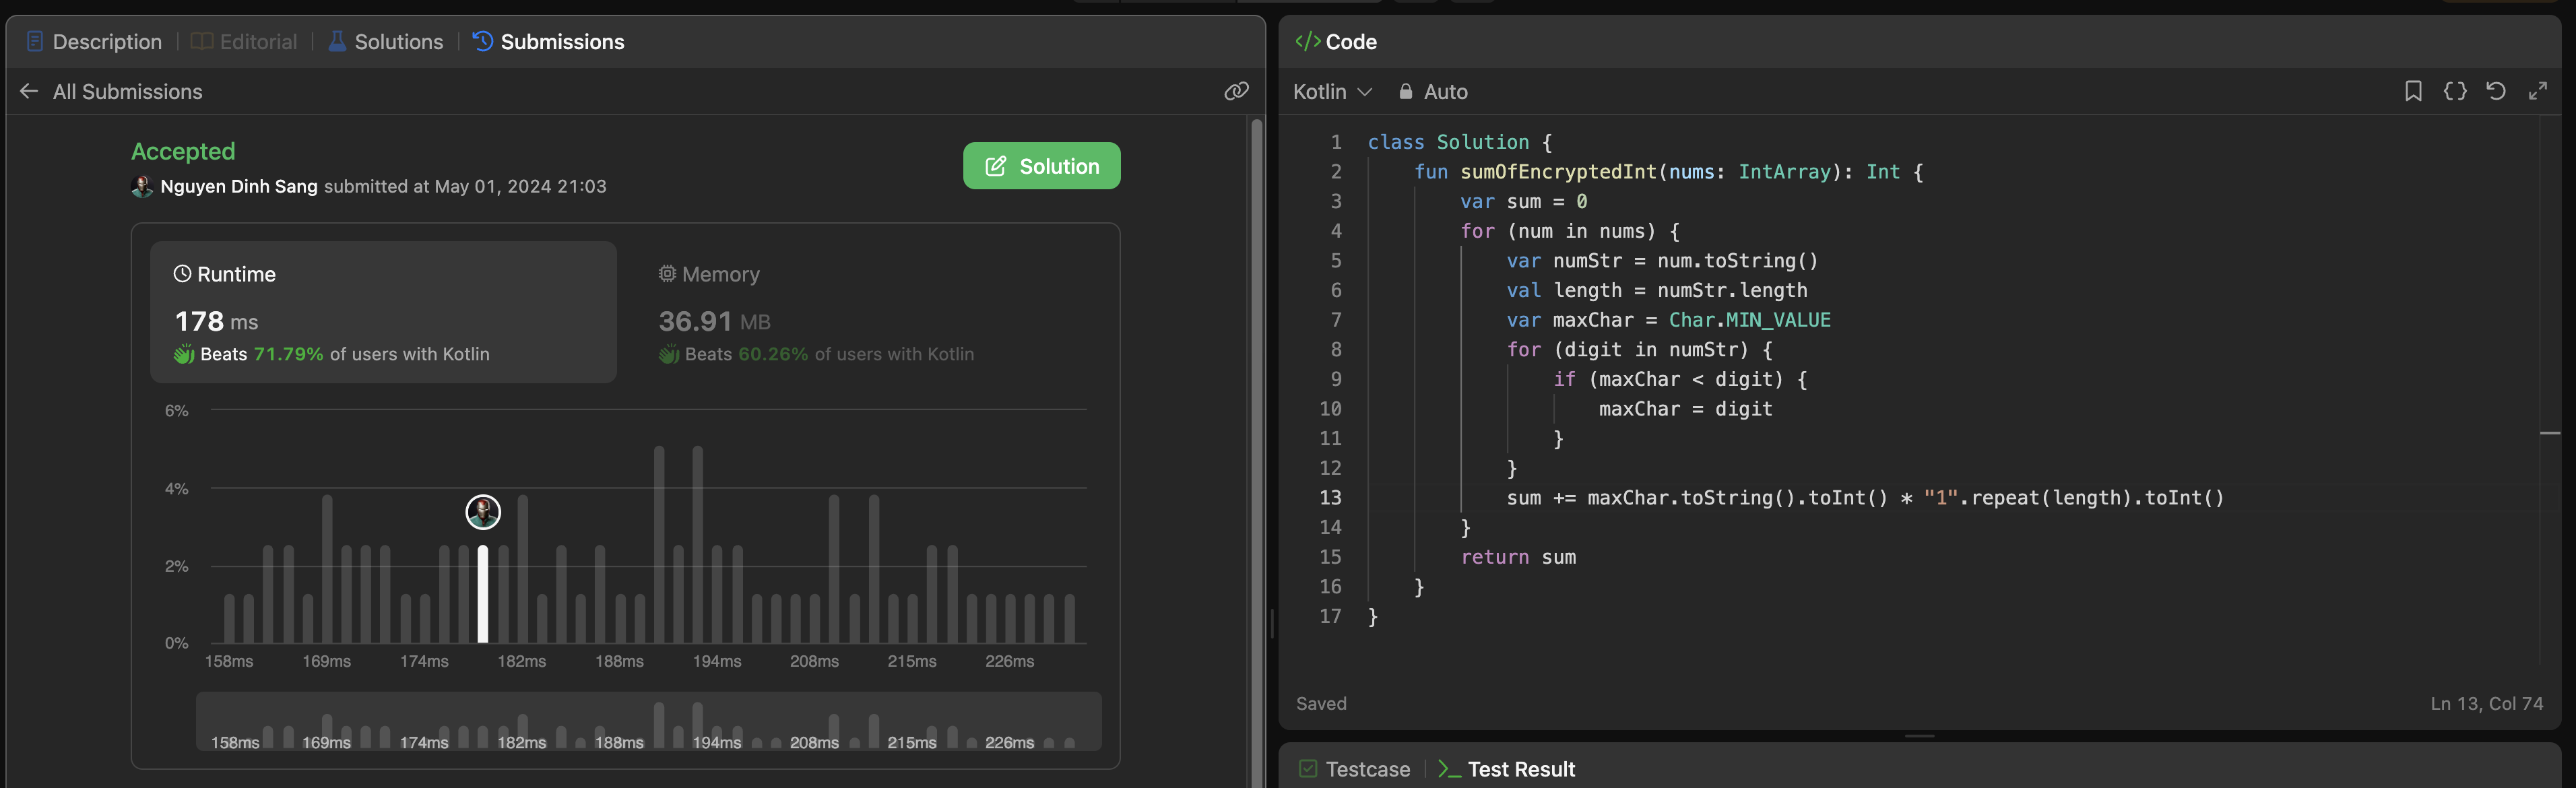 Description | Editorial | Solutions | Submissions
All Submissions
Accepted
Nguyen Dinh Sang submitted at May 01, 2024 21:03
Solution
Runtime
178 ms
Beats 71.79% of users with Kotlin
Memory
36.91 MB
Beats 60.26% of users with Kotlin
6%
4%
2%
0%
158ms 169ms 174ms 182ms 188ms 194ms 208ms 215ms 226ms
158ms 169ms 174ms 182ms 188ms 194ms 208ms 215ms 226ms
</> Code
Kotlin Auto
1 class Solution {
2     fun sumOfEncryptedInt(nums: IntArray): Int {
3         var sum = 0
4         for (num in nums) {
5             var numStr = num.toString()
6             val length = numStr.length
7             var maxChar = Char.MIN_VALUE
8             for (digit in numStr) {
9                 if (maxChar < digit) {
10                     maxChar = digit
11                 }
12             }
13             sum += maxChar.toString().toInt() * "1".repeat(length).toInt()
14         }
15         return sum
16     }
17 }
Saved
Ln 13, Col 74
Testcase | >_ Test Result